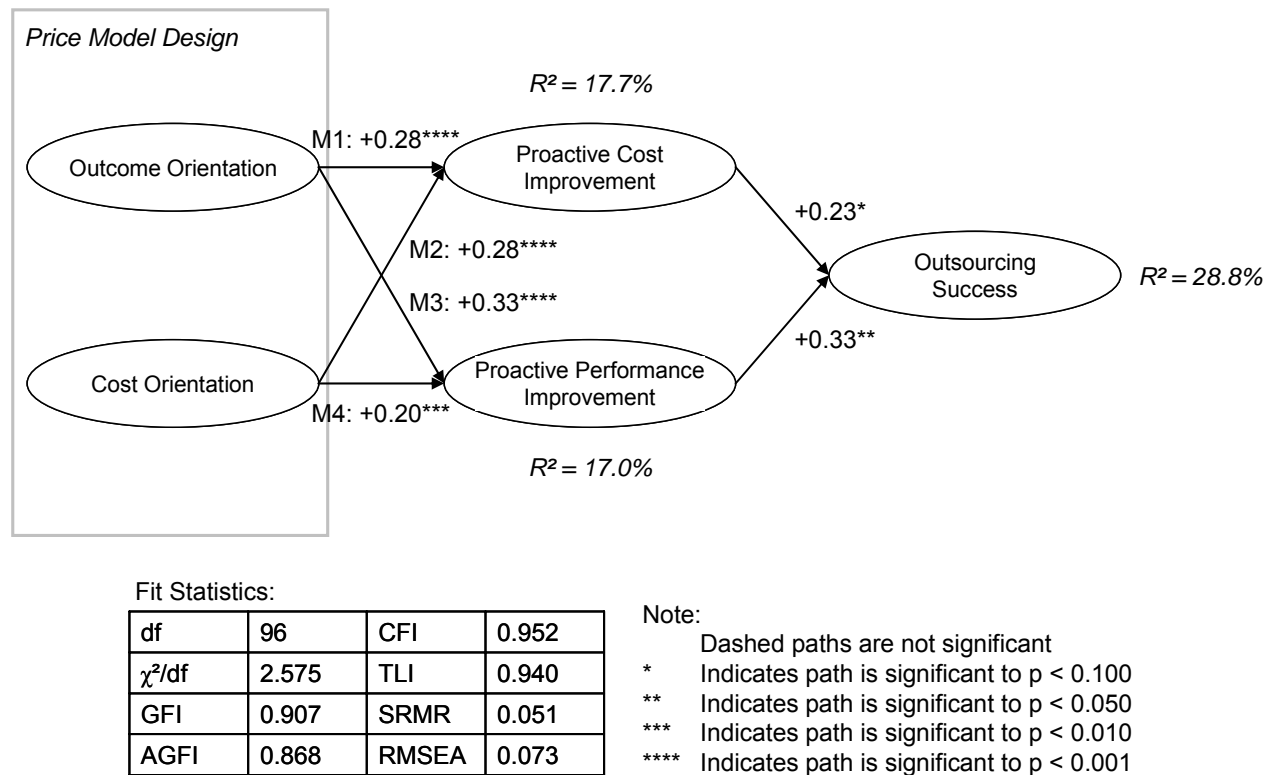 Price Model Design
R² = 17.7%
M1: +0.28****
Outcome Orientation
Proactive Cost
Improvement
+0.23*
M2: +0.28****
Outsourcing
Success
R² = 28.8%
M3: +0.33****
+0.33**
Cost Orientation
Proactive Performance
Improvement
M4: +0.20***
R² = 17.0%
Fit Statistics:
df 96 CFI 0.952
χ²/df 2.575 TLI 0.940
GFI 0.907 SRMR 0.051
AGFI 0.868 RMSEA 0.073
Note:
Dashed paths are not significant
* Indicates path is significant to p < 0.100
** Indicates path is significant to p < 0.050
*** Indicates path is significant to p < 0.010
**** Indicates path is significant to p < 0.001